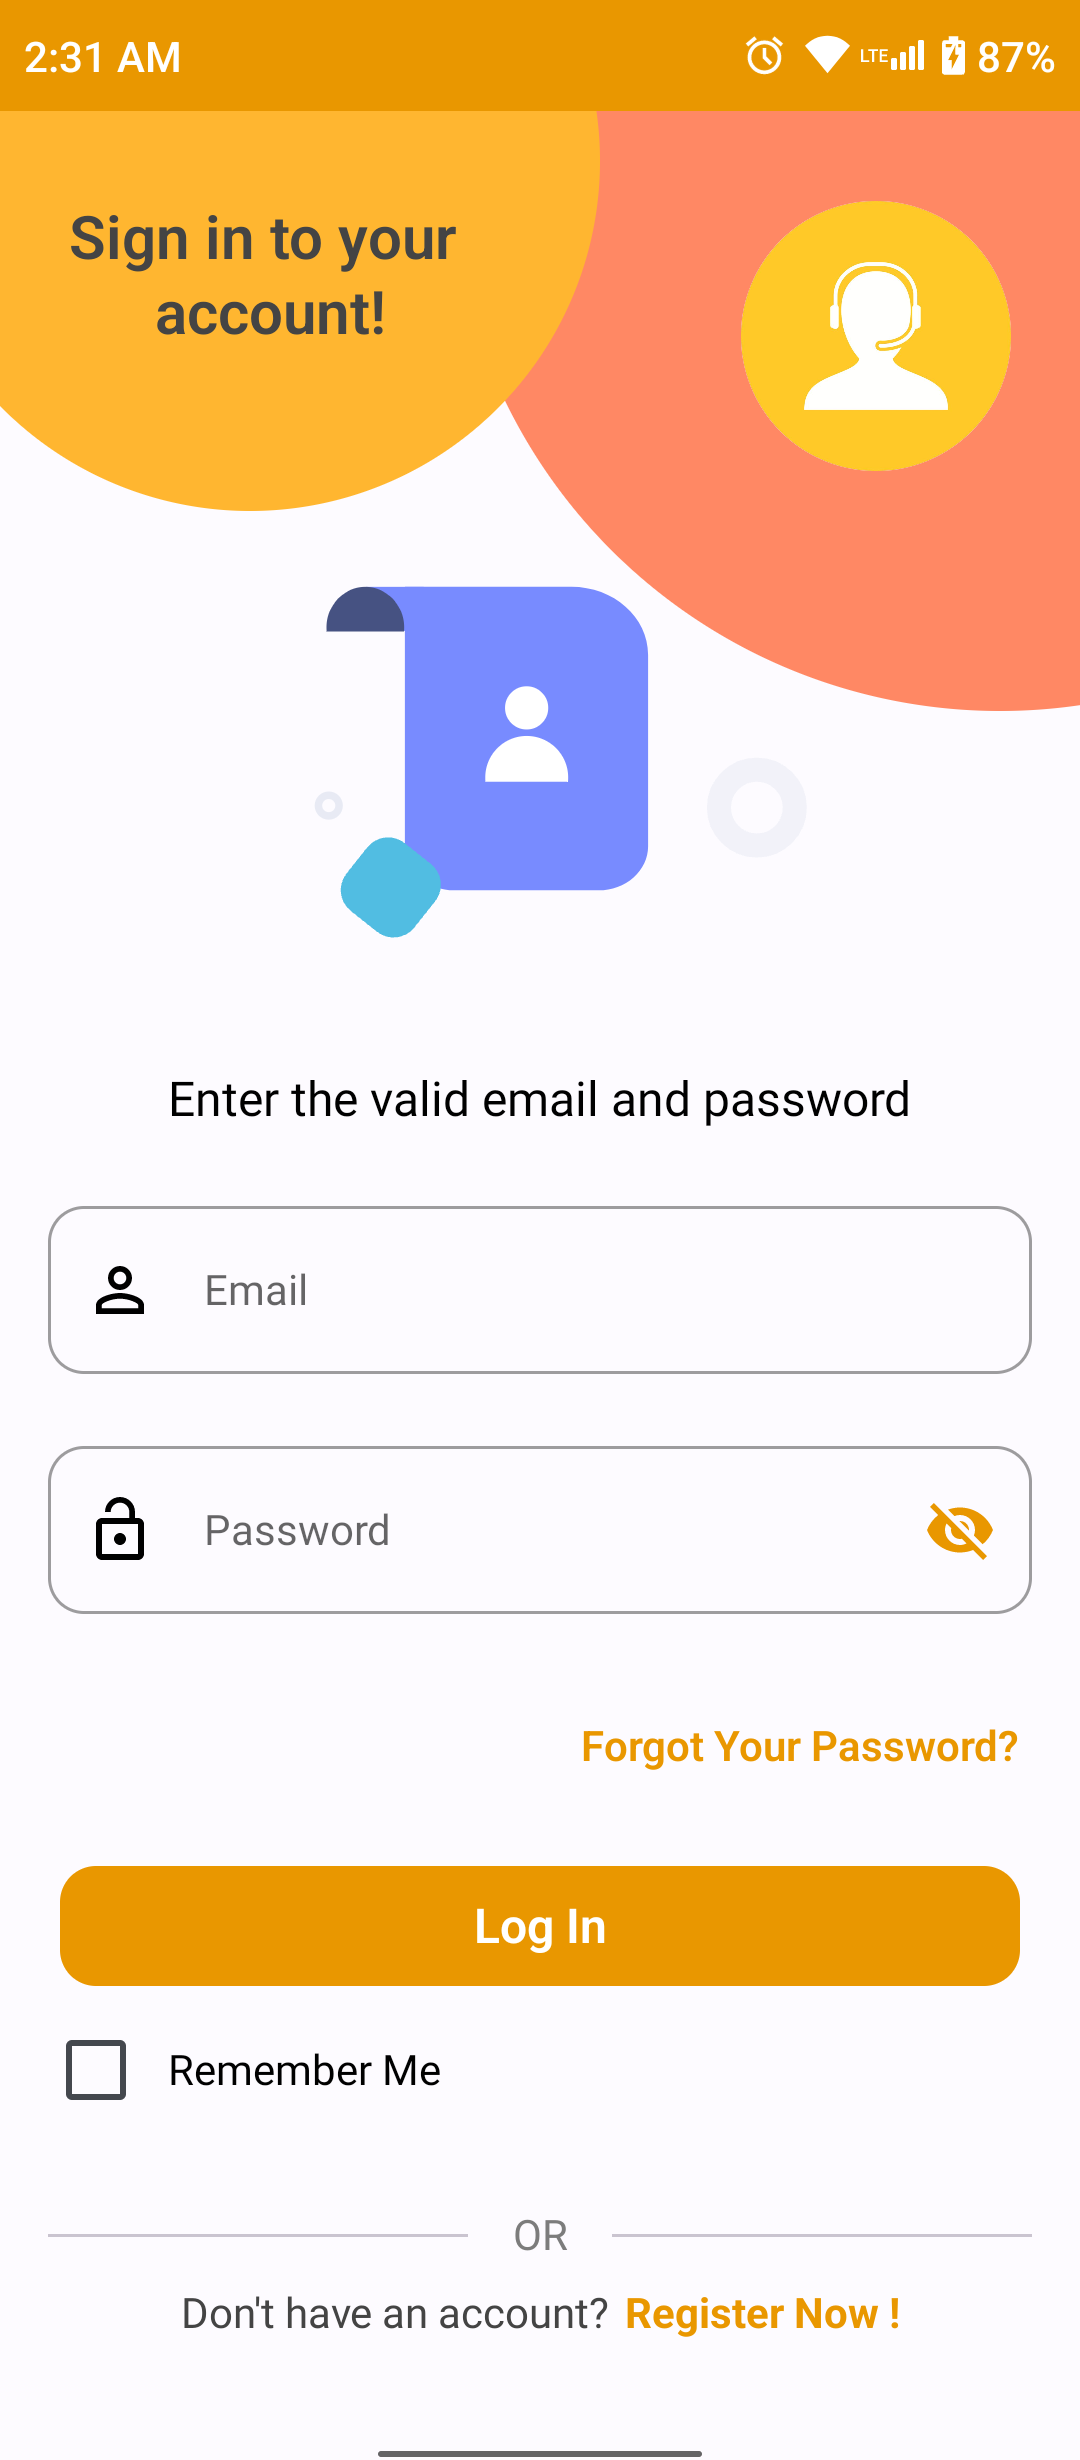 2:31 AM
LTE
87%
Sign in to your
account!
Enter the valid email and password
Email
Password
Forgot Your Password?
Log In
Remember Me
OR
Don't have an account? Register Now !